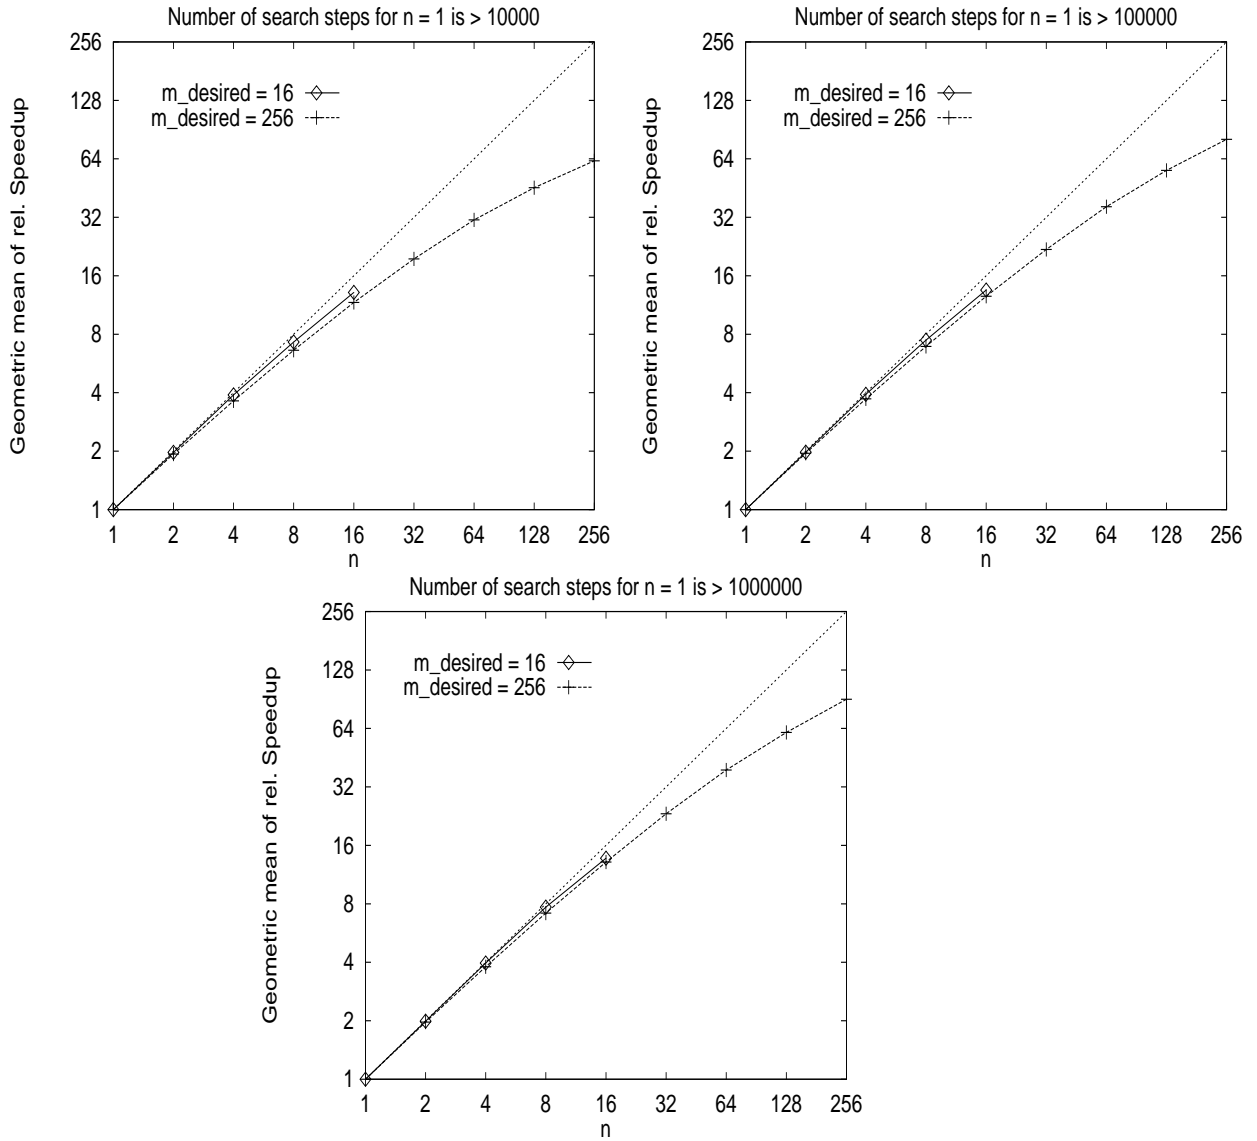 Number of search steps for n = 1 is > 10000
Geometric mean of rel. Speedup
256
128
64
32
16
8
4
2
1
m_desired = 16
m_desired = 256
1 2 4 8 16 32 64 128 256
n
Number of search steps for n = 1 is > 100000
Geometric mean of rel. Speedup
256
128
64
32
16
8
4
2
1
m_desired = 16
m_desired = 256
1 2 4 8 16 32 64 128 256
n
Number of search steps for n = 1 is > 1000000
Geometric mean of rel. Speedup
256
128
64
32
16
8
4
2
1
m_desired = 16
m_desired = 256
1 2 4 8 16 32 64 128 256
n